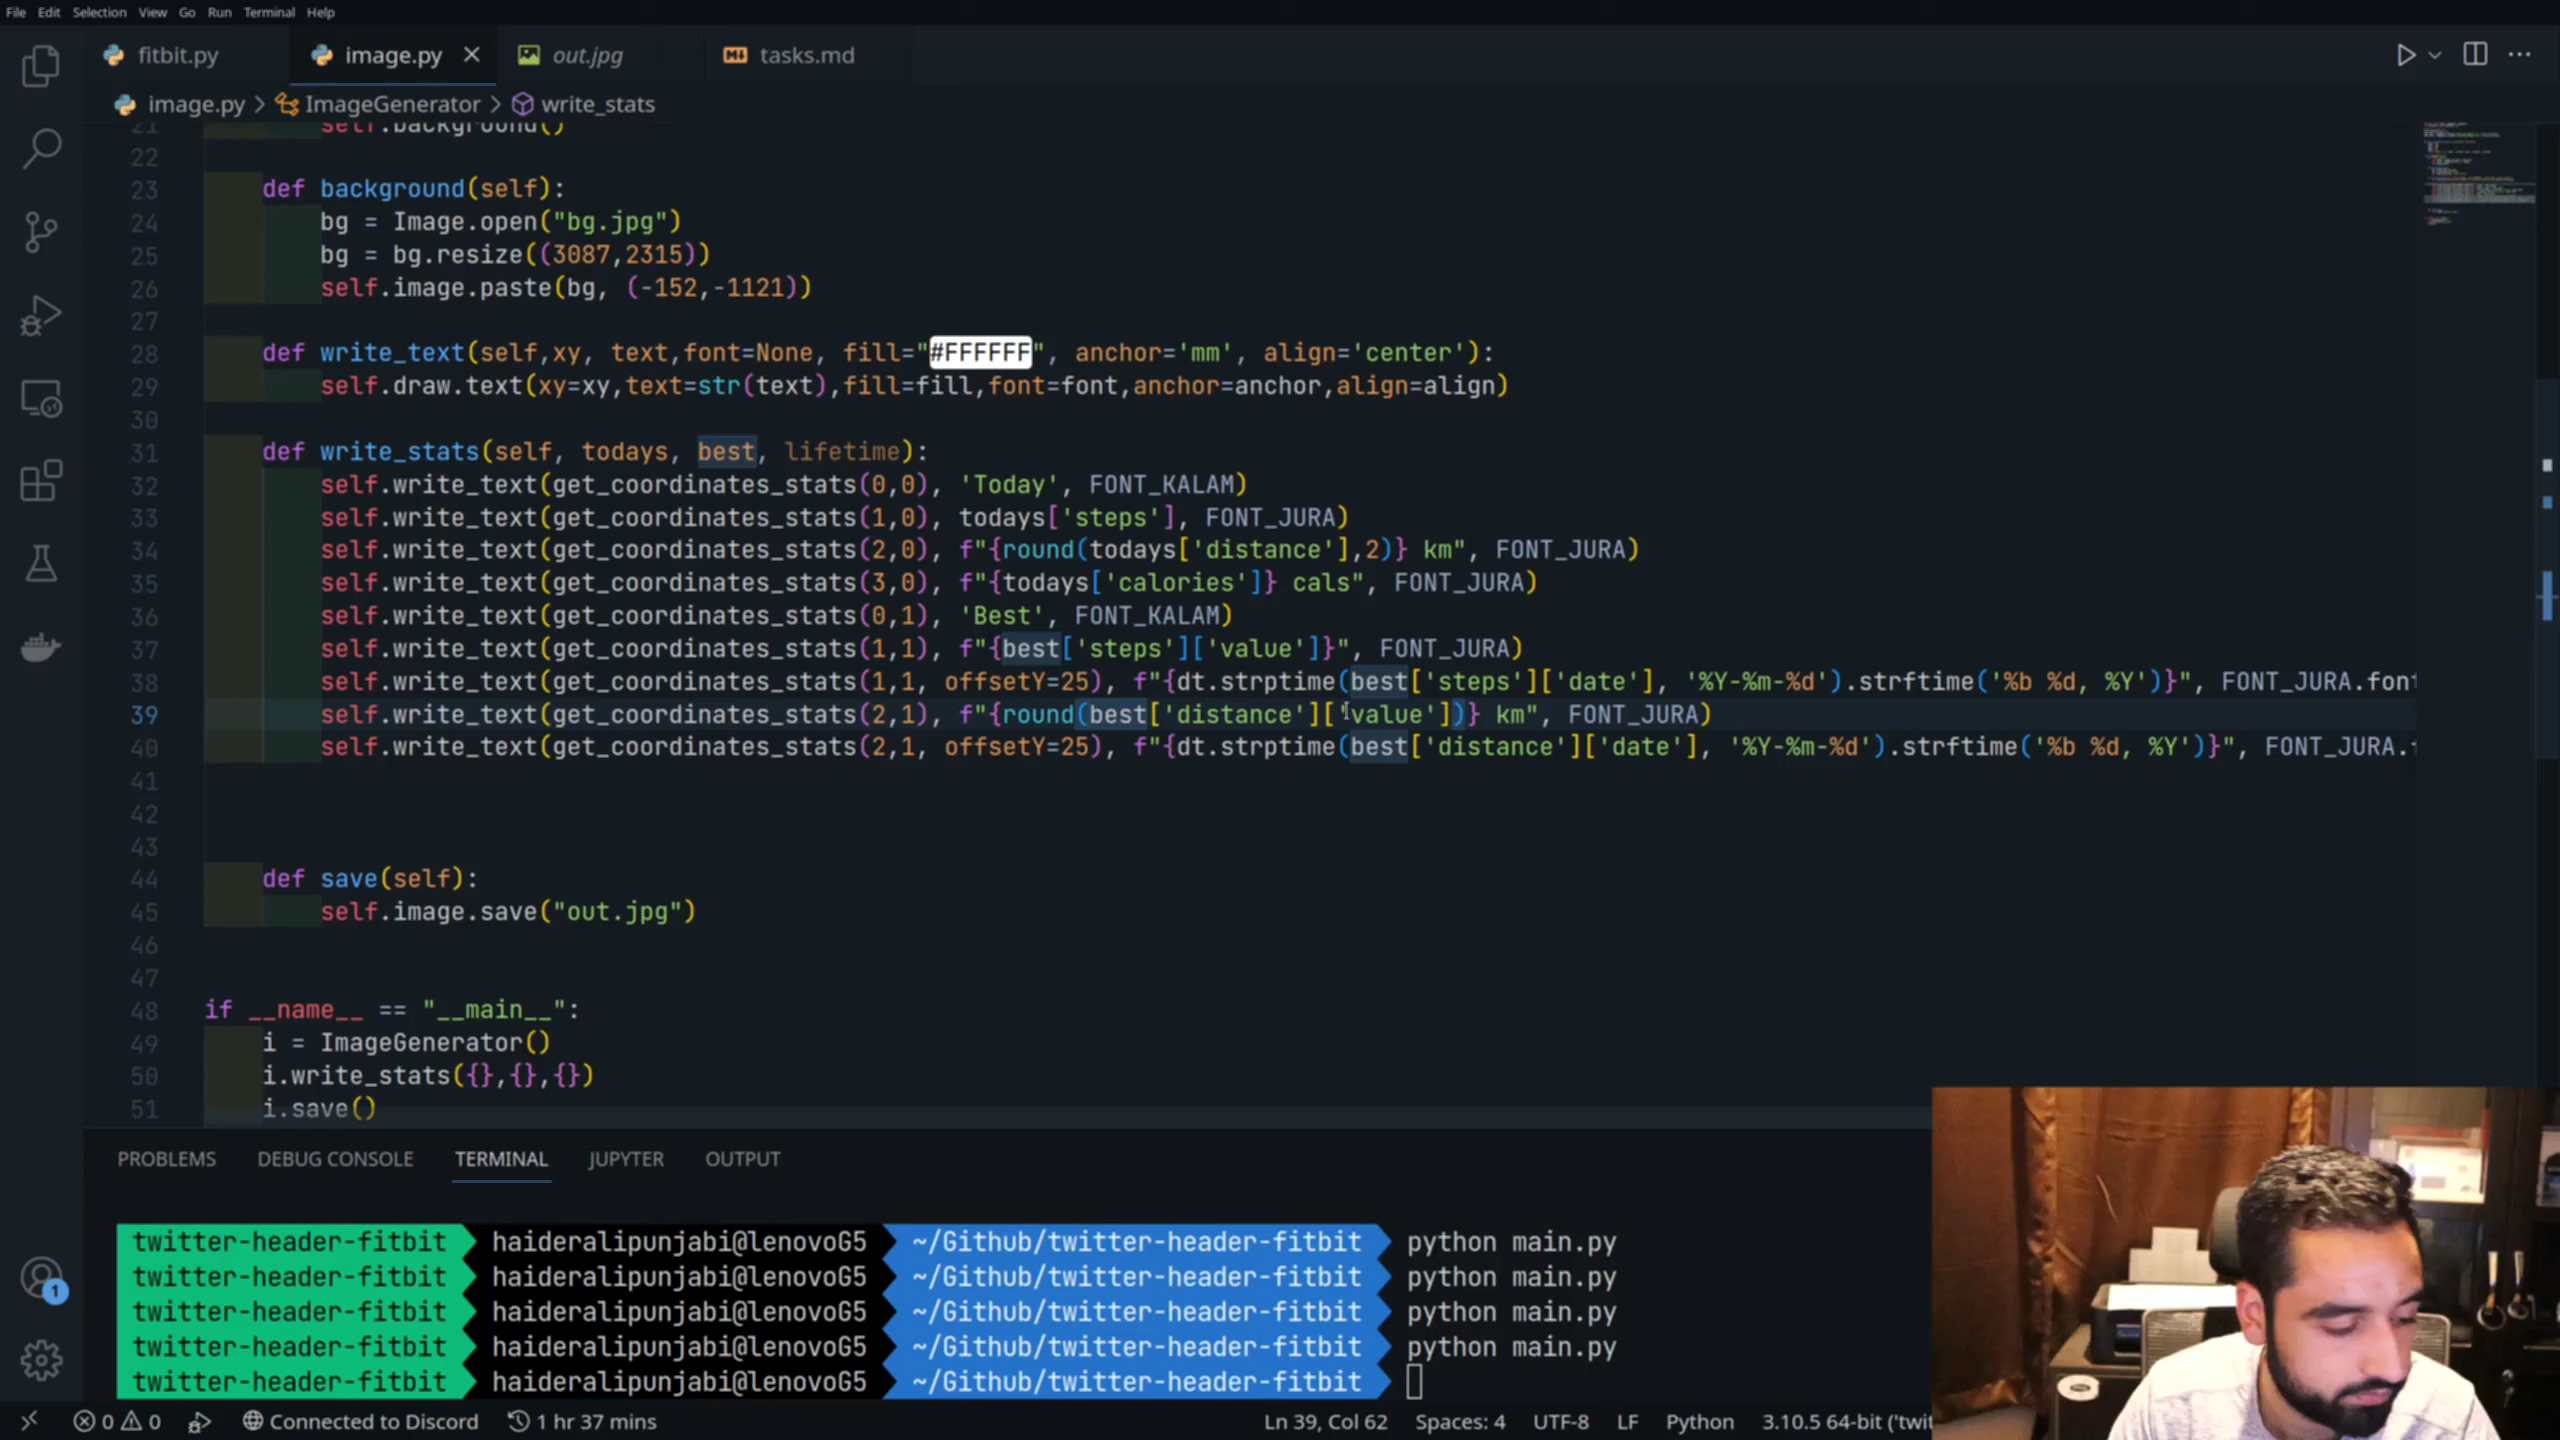 File Edit Selection View Go Run Terminal Help
fitbit.py image.py out.jpg tasks.md
image.py > ImageGenerator > write_stats
21 self.background()
22
23 def background(self):
24 bg = Image.open("bg.jpg")
25 bg = bg.resize((3087,2315))
26 self.image.paste(bg, (-152,-1121))
27
28 def write_text(self,xy, text,font=None, fill="#FFFFFF", anchor='mm', align='center'):
29 self.draw.text(xy=xy,text=str(text),fill=fill,font=font,anchor=anchor,align=align)
30
31 def write_stats(self, todays, best, lifetime):
32 self.write_text(get_coordinates_stats(0,0), 'Today', FONT_KALAM)
33 self.write_text(get_coordinates_stats(1,0), todays['steps'], FONT_JURA)
34 self.write_text(get_coordinates_stats(2,0), f"{round(todays['distance'],2)} km", FONT_JURA)
35 self.write_text(get_coordinates_stats(3,0), f"{todays['calories']} cals", FONT_JURA)
36 self.write_text(get_coordinates_stats(0,1), 'Best', FONT_KALAM)
37 self.write_text(get_coordinates_stats(1,1), f"{best['steps']['value']}", FONT_JURA)
38 self.write_text(get_coordinates_stats(1,1, offsetY=25), f"{dt.strptime(best['steps']['date'], '%Y-%m-%d').strftime('%b %d, %Y')}", FONT_JURA.font
39 self.write_text(get_coordinates_stats(2,1), f"{round(best['distance']['value'])} km", FONT_JURA)
40 self.write_text(get_coordinates_stats(2,1, offsetY=25), f"{dt.strptime(best['distance']['date'], '%Y-%m-%d').strftime('%b %d, %Y')}", FONT_JURA.
41
42
43
44 def save(self):
45 self.image.save("out.jpg")
46
47
48 if __name__ == "__main__":
49 i = ImageGenerator()
50 i.write_stats({},{},{})
51 i.save()
PROBLEMS DEBUG CONSOLE TERMINAL JUPYTER OUTPUT
twitter-header-fitbit haideralipunjabi@lenovoG5 ~/Github/twitter-header-fitbit python main.py
twitter-header-fitbit haideralipunjabi@lenovoG5 ~/Github/twitter-header-fitbit python main.py
twitter-header-fitbit haideralipunjabi@lenovoG5 ~/Github/twitter-header-fitbit python main.py
twitter-header-fitbit haideralipunjabi@lenovoG5 ~/Github/twitter-header-fitbit python main.py
twitter-header-fitbit haideralipunjabi@lenovoG5 ~/Github/twitter-header-fitbit
1
0 0 Connected to Discord 1 hr 37 mins Ln 39, Col 62 Spaces: 4 UTF-8 LF Python 3.10.5 64-bit ('twit